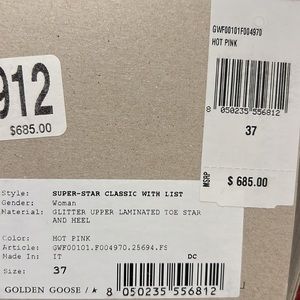 912
$685.00
GWF00101F004970
HOT PINK
8 050235 556812
37
MSRP
$ 685.00
Style: SUPER-STAR CLASSIC WITH LIST
Gender: Woman
Material: GLITTER UPPER LAMINATED TOE STAR
AND HEEL
Color: HOT PINK
Article: GWF00101.F004970.25694.FS
Made In: IT
DC
Size: 37
GOLDEN GOOSE / ★
8 050235 556812